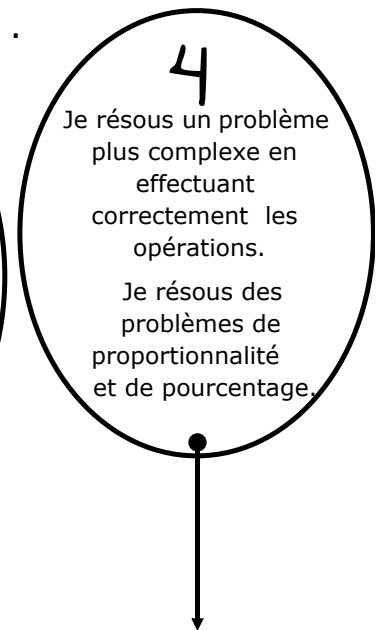 4
Je résous un problème
plus complexe en
effectuant
correctement les
opérations.
Je résous des
problèmes de
proportionnalité
et de pourcentage.